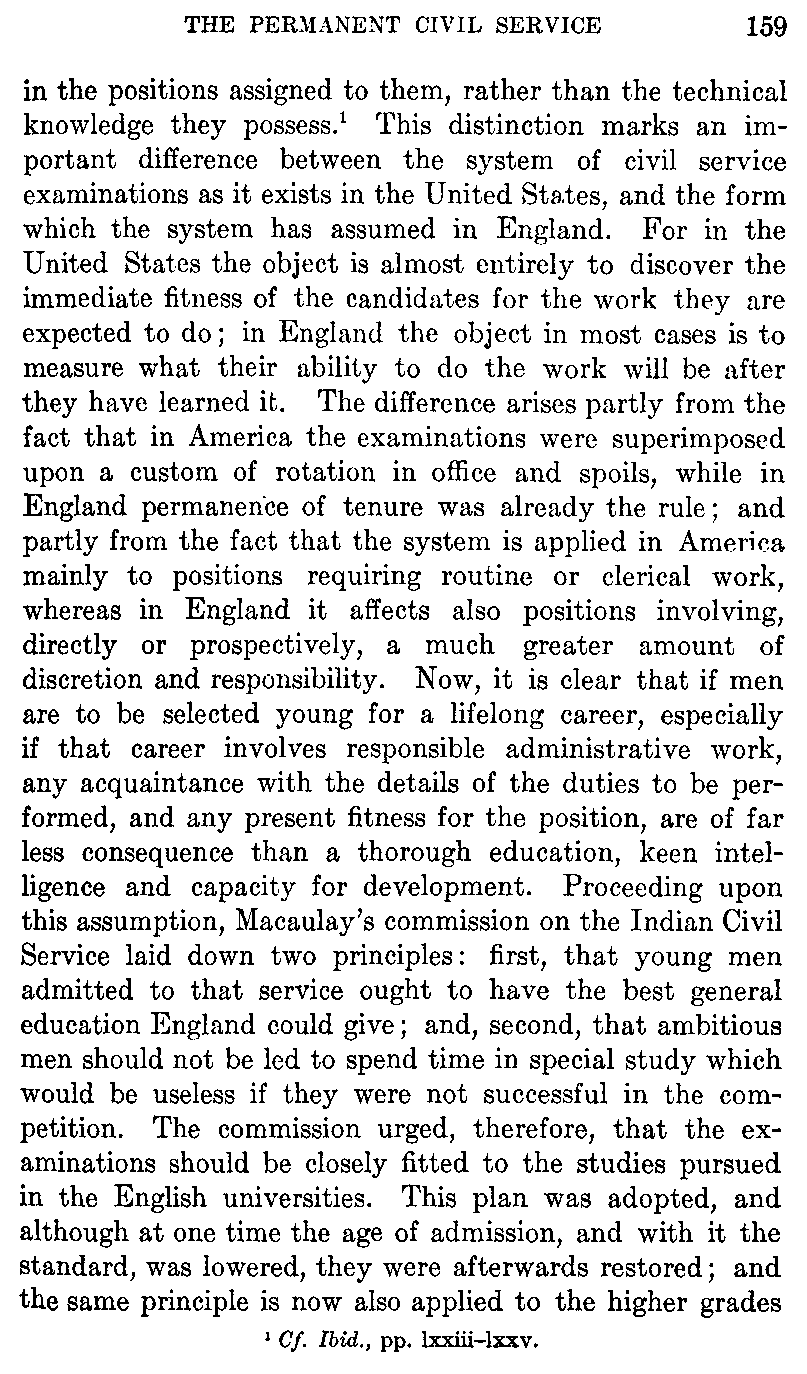 THE PERMANENT CIVIL SERVICE 159
in the positions assigned to them, rather than the technical
knowledge they possess.¹ This distinction marks an im-
portant difference between the system of civil service
examinations as it exists in the United States, and the form
which the system has assumed in England. For in the
United States the object is almost entirely to discover the
immediate fitness of the candidates for the work they are
expected to do; in England the object in most cases is to
measure what their ability to do the work will be after
they have learned it. The difference arises partly from the
fact that in America the examinations were superimposed
upon a custom of rotation in office and spoils, while in
England permanence of tenure was already the rule; and
partly from the fact that the system is applied in America
mainly to positions requiring routine or clerical work,
whereas in England it affects also positions involving,
directly or prospectively, a much greater amount of
discretion and responsibility. Now, it is clear that if men
are to be selected young for a lifelong career, especially
if that career involves responsible administrative work,
any acquaintance with the details of the duties to be per-
formed, and any present fitness for the position, are of far
less consequence than a thorough education, keen intel-
ligence and capacity for development. Proceeding upon
this assumption, Macaulay's commission on the Indian Civil
Service laid down two principles: first, that young men
admitted to that service ought to have the best general
education England could give; and, second, that ambitious
men should not be led to spend time in special study which
would be useless if they were not successful in the com-
petition. The commission urged, therefore, that the ex-
aminations should be closely fitted to the studies pursued
in the English universities. This plan was adopted, and
although at one time the age of admission, and with it the
standard, was lowered, they were afterwards restored; and
the same principle is now also applied to the higher grades
¹ Cf. Ibid., pp. lxxiii–lxxv.